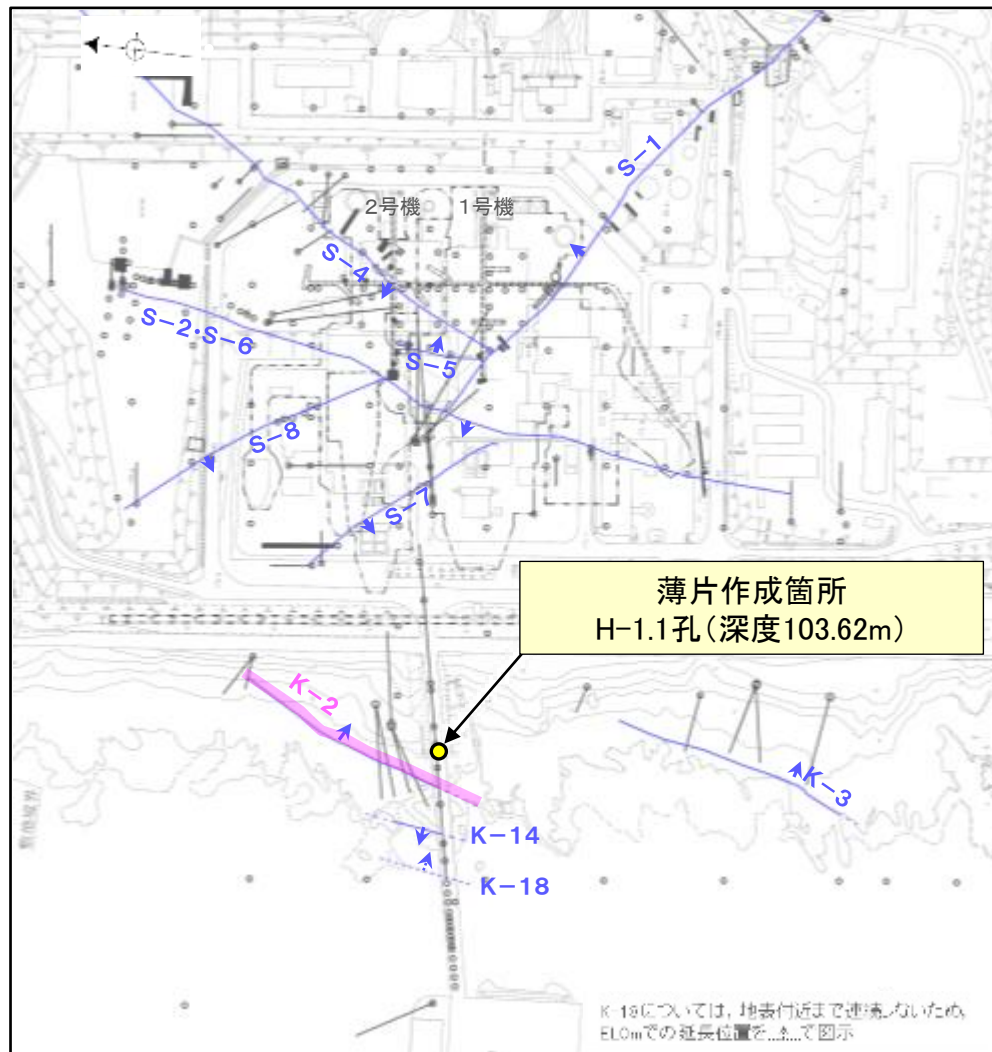 S-1
2号機
1号機
S-4
S-2・S-6
S-5
S-8
S-7
薄片作成箇所
H-1.1孔(深度103.62m)
K-2
K-3
K-14
K-18
K-18については, 地表付近まで連続しないため,
EL0mでの延長位置を で図示